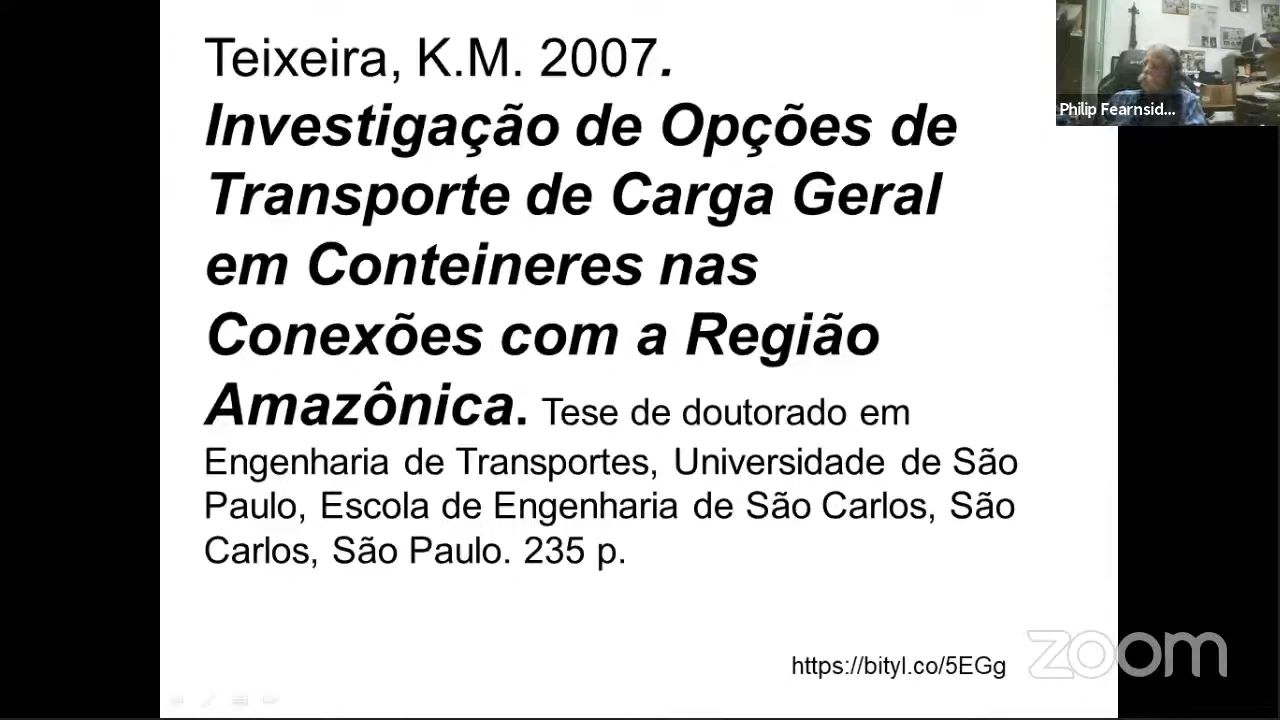 Teixeira, K.M. 2007.
Investigação de Opções de
Transporte de Carga Geral
em Conteineres nas
Conexões com a Região
Amazônica. Tese de doutorado em
Engenharia de Transportes, Universidade de São
Paulo, Escola de Engenharia de São Carlos, São
Carlos, São Paulo. 235 p.
https://bityl.co/5EGg
Philip Fearnsid...
zoom